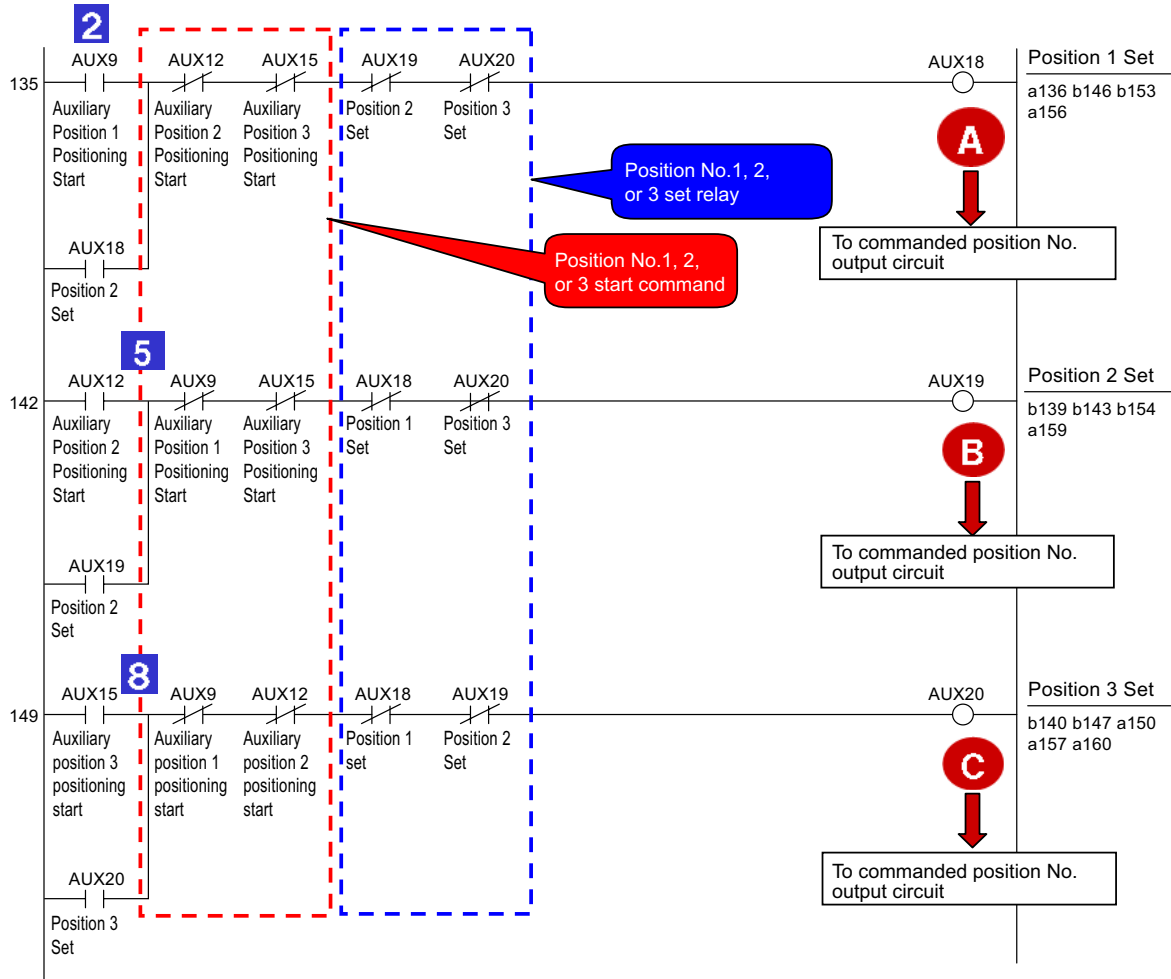 2
AUX9 AUX12 AUX15 AUX19 AUX20 AUX18 Position 1 Set
135
Auxiliary Position 1 Positioning Start
Auxiliary Position 2 Positioning Start
Auxiliary Position 3 Positioning Start
Position 2 Set
Position 3 Set
a136 b146 b153
a156
A
Position No.1, 2,
or 3 set relay
To commanded position No.
output circuit
AUX18
Position 2
Set
Position No.1, 2,
or 3 start command
5
AUX12 AUX9 AUX15 AUX18 AUX20 AUX19 Position 2 Set
142
Auxiliary Position 2 Positioning Start
Auxiliary Position 1 Positioning Start
Auxiliary Position 3 Positioning Start
Position 1 Set
Position 3 Set
b139 b143 b154
a159
B
To commanded position No.
output circuit
AUX19
Position 2
Set
8
AUX15 AUX9 AUX12 AUX18 AUX19 AUX20 Position 3 Set
149
Auxiliary position 3 positioning start
Auxiliary position 1 positioning start
Auxiliary position 2 positioning start
Position 1 set
Position 2 Set
b140 b147 a150
a157 a160
C
To commanded position No.
output circuit
AUX20
Position 3
Set